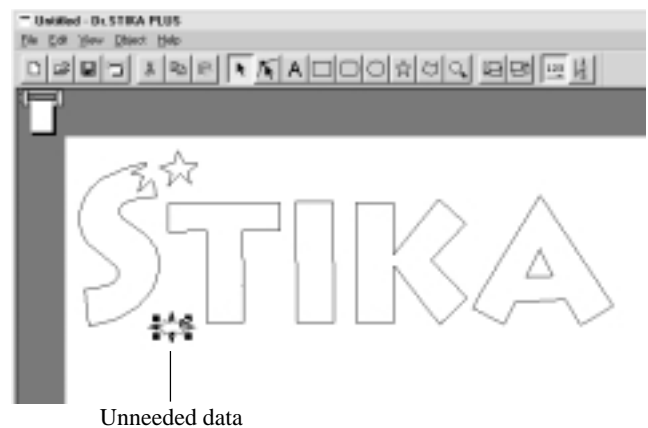 Untitled - Dr.STIKA PLUS
File Edit View Object Help
A
STIKA
Unneeded data